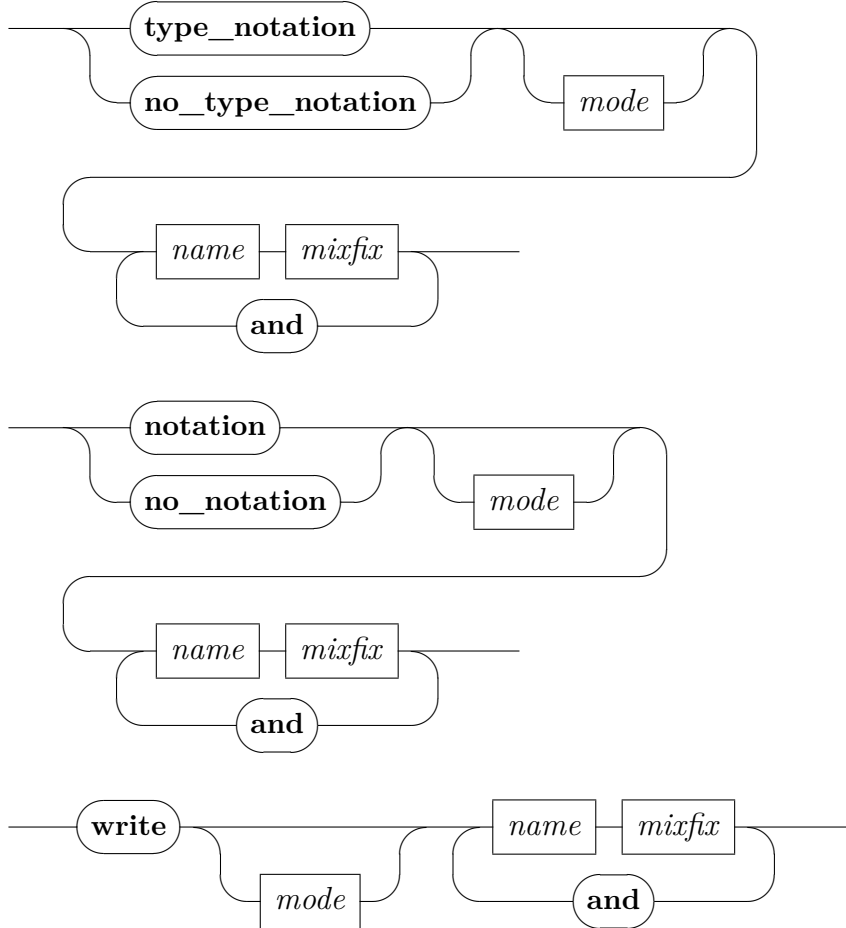 type_notation
no_type_notation mode
name mixfix
and
notation
no_notation mode
name mixfix
and
write name mixfix
mode and